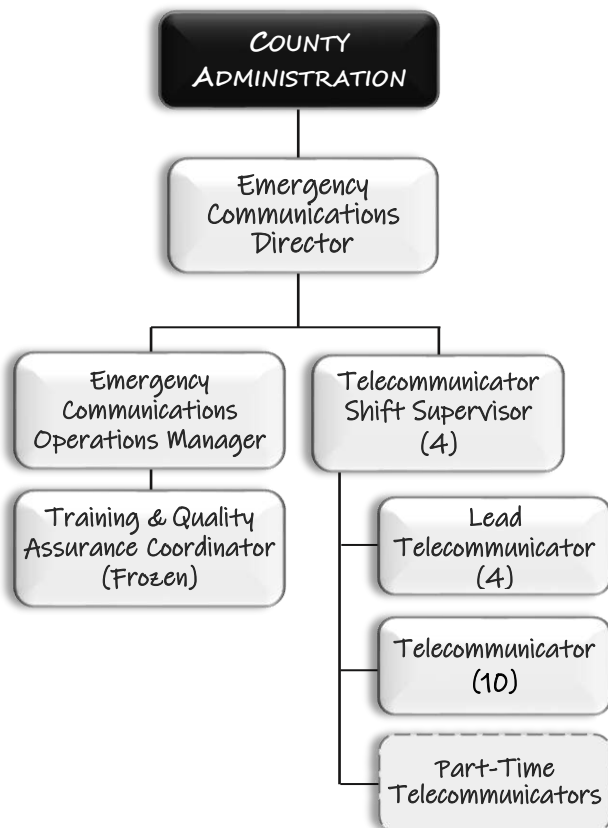 COUNTY
ADMINISTRATION
Emergency
Communications
Director
Emergency
Communications
Operations Manager
Telecommunicator
Shift Supervisor
(4)
Training & Quality
Assurance Coordinator
(Frozen)
Lead
Telecommunicator
(4)
Telecommunicator
(10)
Part-Time
Telecommunicators